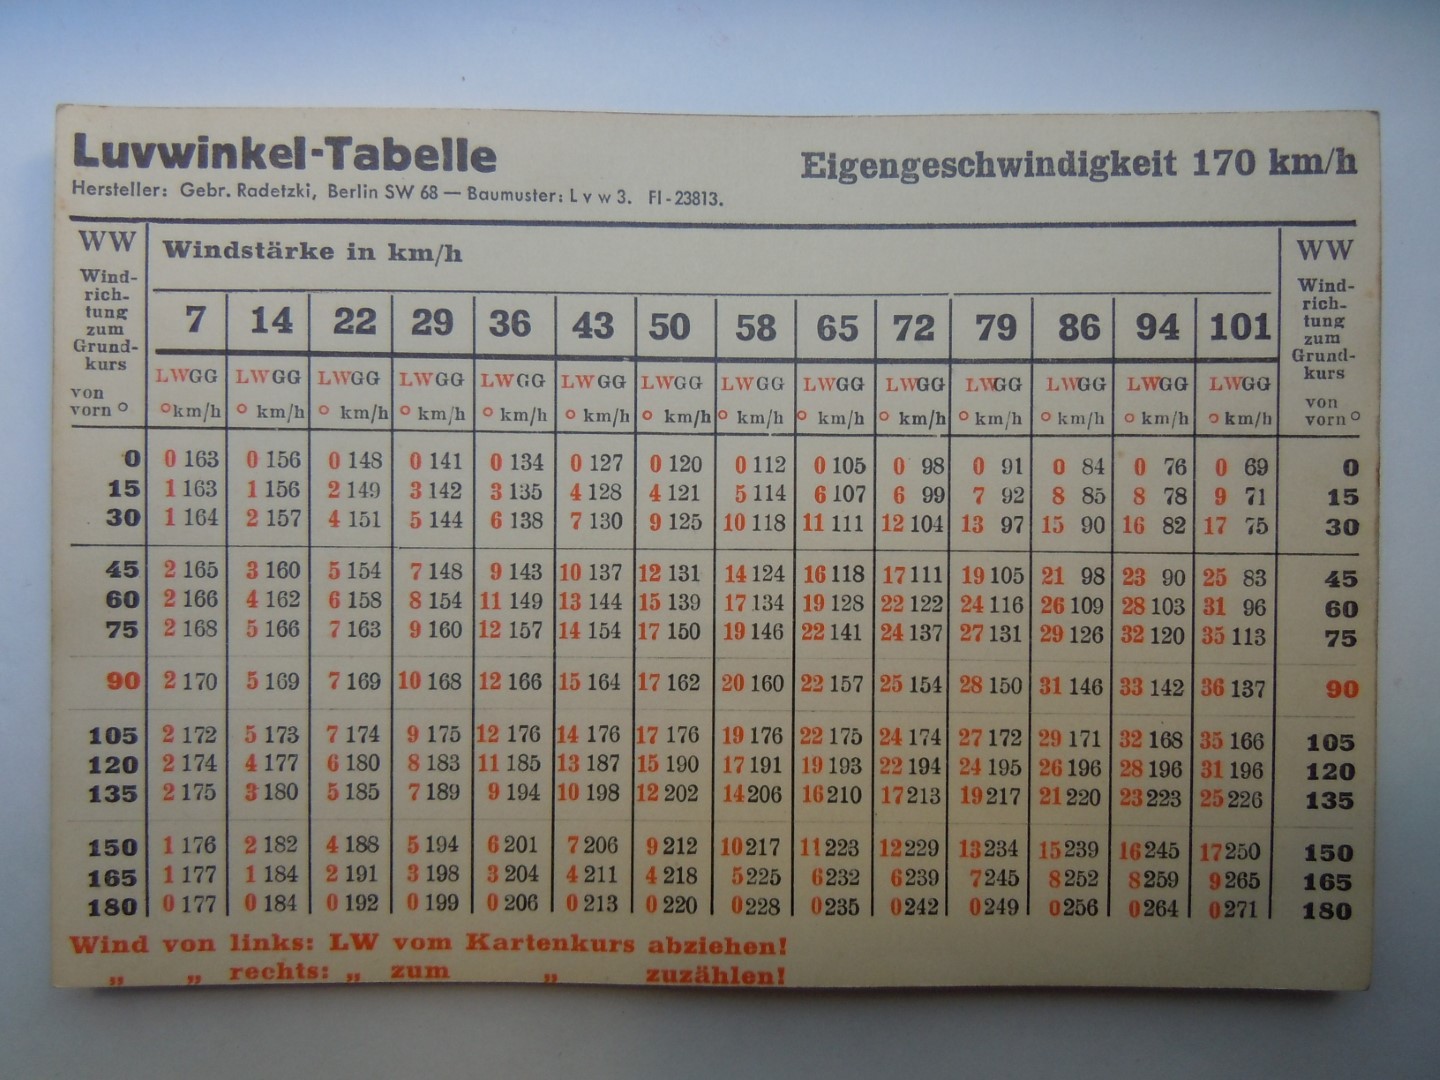 Luvwinkel-Tabelle
Eigengeschwindigkeit 170 km/h
Hersteller: Gebr. Radetzki, Berlin SW 68 — Baumuster: L v w 3. Fl-23813.
WW Windstärke in km/h WW
Wind-
rich-
tung
zum
Grund-
kurs
von
vorn °
Wind-
rich-
tung
zum
Grund-
kurs
von
vorn °
7 14 22 29 36 43 50 58 65 72 79 86 94 101
LW GG LW GG LW GG LW GG LW GG LW GG LW GG LW GG LW GG LW GG LW GG LW GG LW GG LW GG
° km/h ° km/h ° km/h ° km/h ° km/h ° km/h ° km/h ° km/h ° km/h ° km/h ° km/h ° km/h ° km/h ° km/h
0 0 163 0 156 0 148 0 141 0 134 0 127 0 120 0 112 0 105 0 98 0 91 0 84 0 76 0 69 0
15 1 163 1 156 2 149 3 142 3 135 4 128 4 121 5 114 6 107 6 99 7 92 8 85 8 78 9 71 15
30 1 164 2 157 4 151 5 144 6 138 7 130 9 125 10 118 11 111 12 104 13 97 15 90 16 82 17 75 30
45 2 165 3 160 5 154 7 148 9 143 10 137 12 131 14 124 16 118 17 111 19 105 21 98 23 90 25 83 45
60 2 166 4 162 6 158 8 154 11 149 13 144 15 139 17 134 19 128 22 122 24 116 26 109 28 103 31 96 60
75 2 168 5 166 7 163 9 160 12 157 14 154 17 150 19 146 22 141 24 137 27 131 29 126 32 120 35 113 75
90 2 170 5 169 7 169 10 168 12 166 15 164 17 162 20 160 22 157 25 154 28 150 31 146 33 142 36 137 90
105 2 172 5 173 7 174 9 175 12 176 14 176 17 176 19 176 22 175 24 174 27 172 29 171 32 168 35 166 105
120 2 174 4 177 6 180 8 183 11 185 13 187 15 190 17 191 19 193 22 194 24 195 26 196 28 196 31 196 120
135 2 175 3 180 5 185 7 189 9 194 10 198 12 202 14 206 16 210 17 213 19 217 21 220 23 223 25 226 135
150 1 176 2 182 4 188 5 194 6 201 7 206 9 212 10 217 11 223 12 229 13 234 15 239 16 245 17 250 150
165 1 177 1 184 2 191 3 198 3 204 4 211 4 218 5 225 6 232 6 239 7 245 8 252 8 259 9 265 165
180 0 177 0 184 0 192 0 199 0 206 0 213 0 220 0 228 0 235 0 242 0 249 0 256 0 264 0 271 180
Wind von links: LW vom Kartenkurs abziehen!
„ „ rechts: „ zum „ zuzählen!